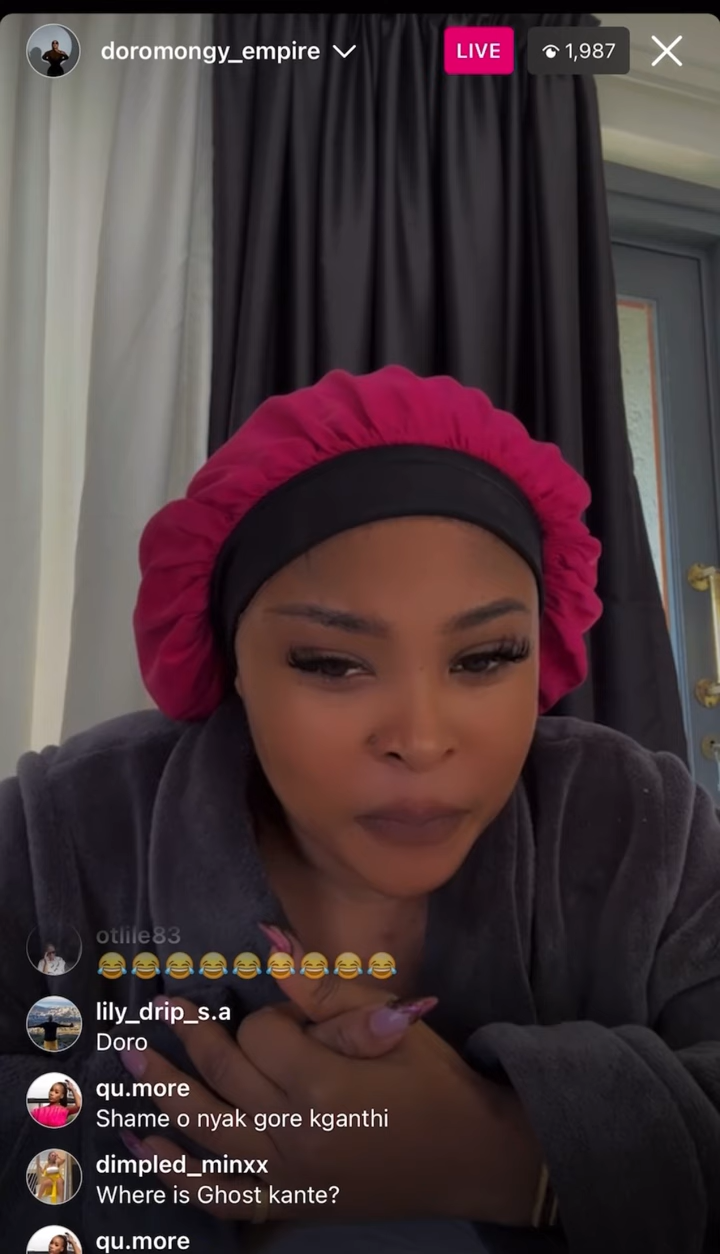 doromongy_empire
LIVE
1,987
otlile83
😂😂😂😂😂😂😂😂😂
lily_drip_s.a
Doro
qu.more
Shame o nyak gore kganthi
dimpled_minxx
Where is Ghost kante?
qu.more